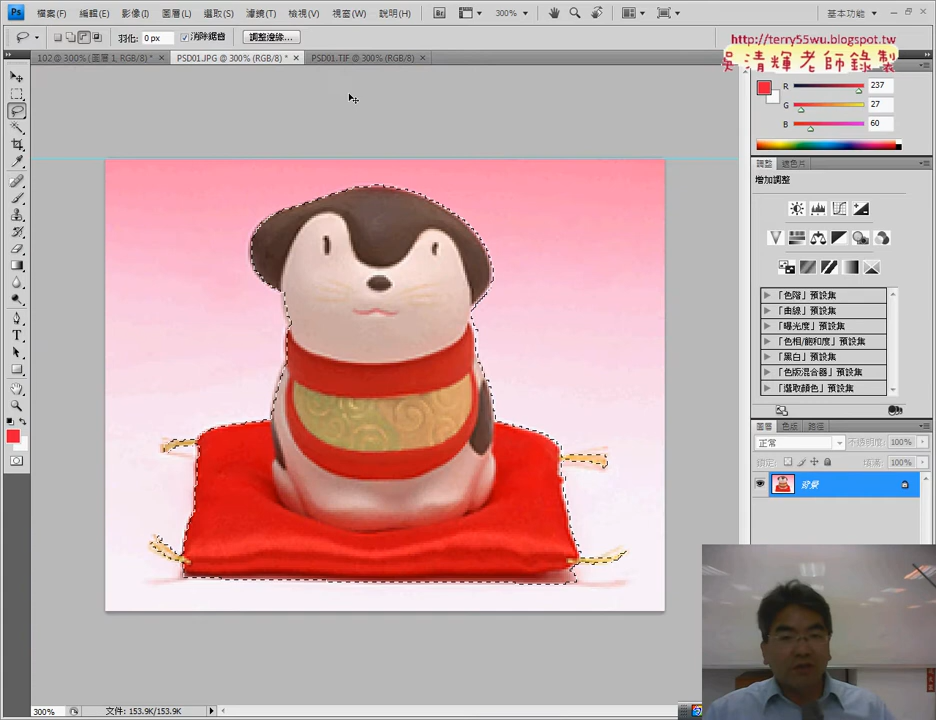 Ps 檔案(F) 編輯(E) 影像(I) 圖層(L) 選取(S) 濾鏡(T) 檢視(V) 視窗(W) 說明(H) Br 300% 基本功能
羽化: 0 px 消除鋸齒 調整邊緣...
http://terry55wu.blogspot.tw
吳清輝老師錄製
102 @ 300% (圖層 1, RGB/8) * × PSD01.JPG @ 300% (RGB/8) * × PSD01.TIF @ 300% (RGB/8) ×
R 237
G 27
B 60
調整 遮色片
增加調整
「色階」預設集
「曲線」預設集
「曝光度」預設集
「色相/飽和度」預設集
「黑白」預設集
「色版混合器」預設集
「選取顏色」預設集
圖層 色版 路徑
正常 不透明度: 100%
鎖定: 填滿: 100%
背景
T
300% 文件: 153.9K/153.9K